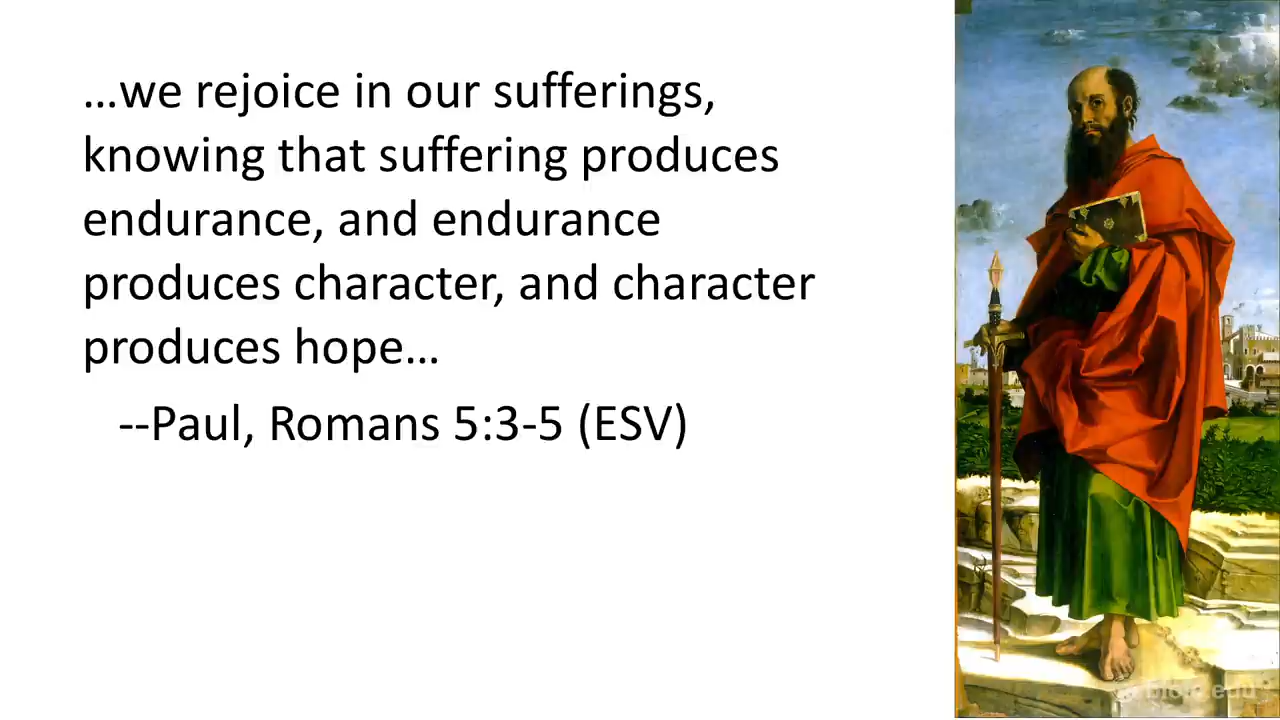 …we rejoice in our sufferings,
knowing that suffering produces
endurance, and endurance
produces character, and character
produces hope…
--Paul, Romans 5:3-5 (ESV)